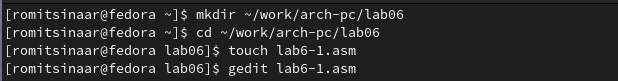 [romitsinaar@fedora ~]$ mkdir ~/work/arch-pc/lab06
[romitsinaar@fedora ~]$ cd ~/work/arch-pc/lab06
[romitsinaar@fedora lab06]$ touch lab6-1.asm
[romitsinaar@fedora lab06]$ gedit lab6-1.asm